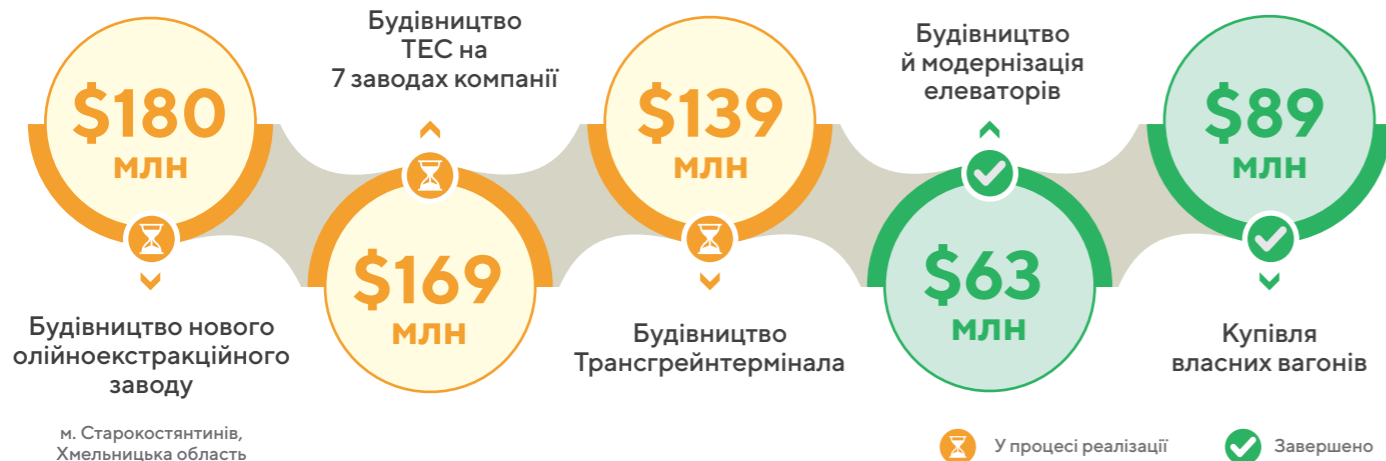 $180
млн
Будівництво нового
олійноекстракційного
заводу
м. Старокостянтинів,
Хмельницька область
Будівництво
ТЕС на
7 заводах компанії
$169
млн
$139
млн
Будівництво
Трансгрейнтермінала
Будівництво
й модернізація
елеваторів
$63
млн
$89
млн
Купівля
власних вагонів
У процесі реалізації
Завершено